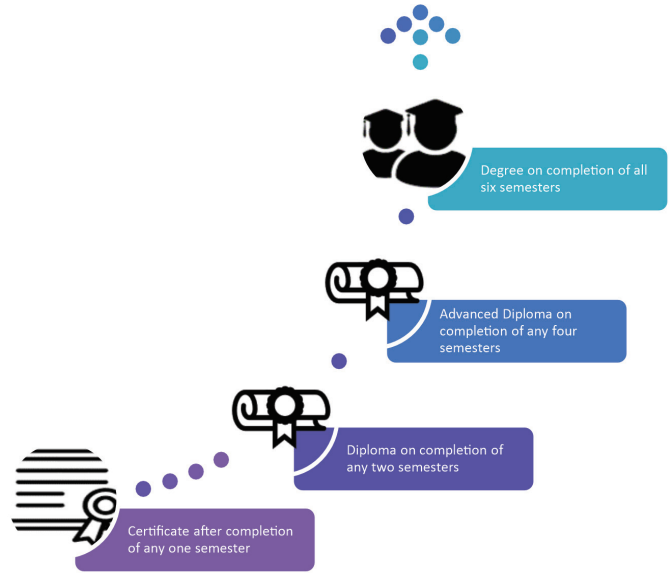 Degree on completion of all
six semesters
Advanced Diploma on
completion of any four
semesters
Diploma on completion of
any two semesters
Certificate after completion
of any one semester